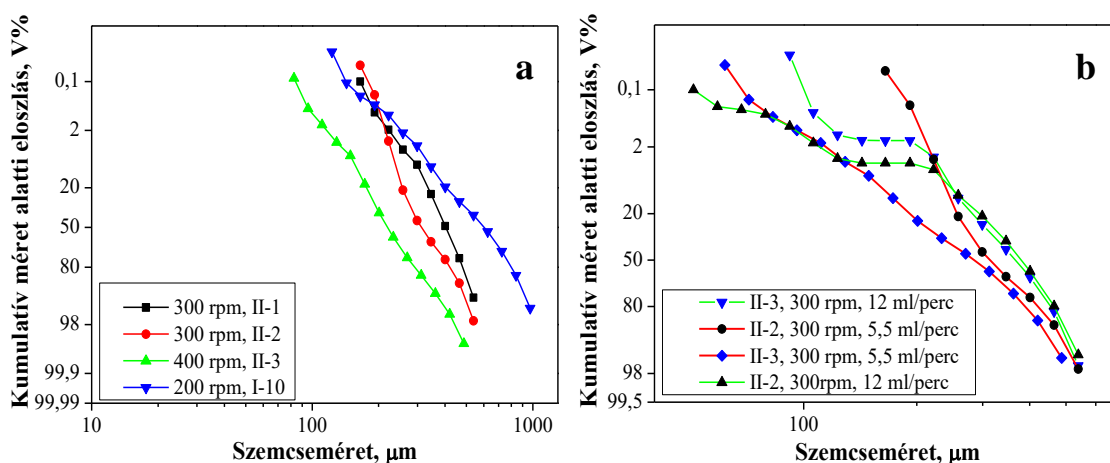 Kumulatív méret alatti eloszlás, V%
0,1
2
20
50
80
98
99,9
99,99
a
300 rpm, II-1
300 rpm, II-2
400 rpm, II-3
200 rpm, I-10
10
100
1000
Szemcseméret, μm
Kumulatív méret alatti eloszlás, V%
0,1
2
20
50
80
98
99,5
b
II-3, 300 rpm, 12 ml/perc
II-2, 300 rpm, 5,5 ml/perc
II-3, 300 rpm, 5,5 ml/perc
II-2, 300rpm, 12 ml/perc
100
Szemcseméret, μm